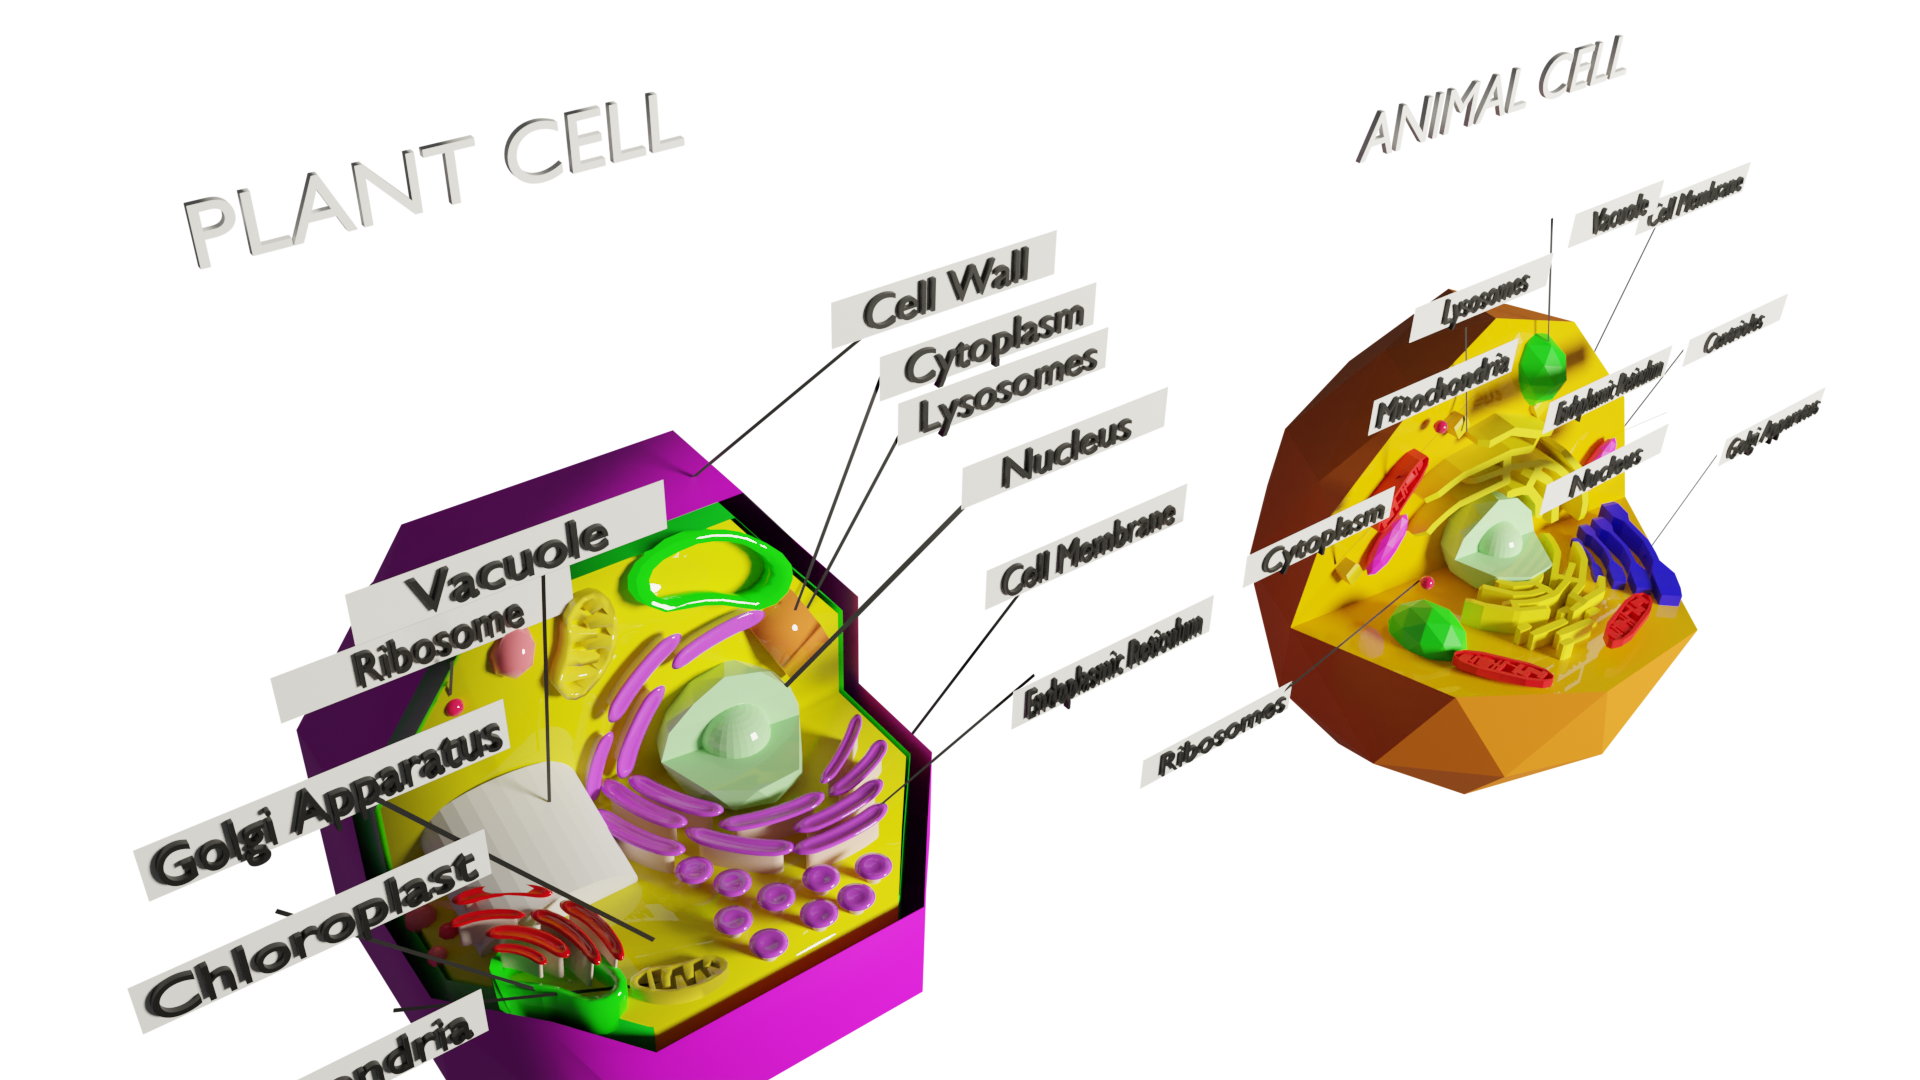 PLANT CELL
Cell Wall
Cytoplasm
Lysosomes
Nucleus
Vacuole
Cell Membrane
Ribosome
Endoplasmic Reticulum
Golgi Apparatus
Chloroplast
ondria
ANIMAL CELL
Vacuole
Cell Membrane
Lysosomes
Centrioles
Mitochondria
Endoplasmic Reticulum
Golgi Apparatus
Nucleus
Cytoplasm
Ribosomes